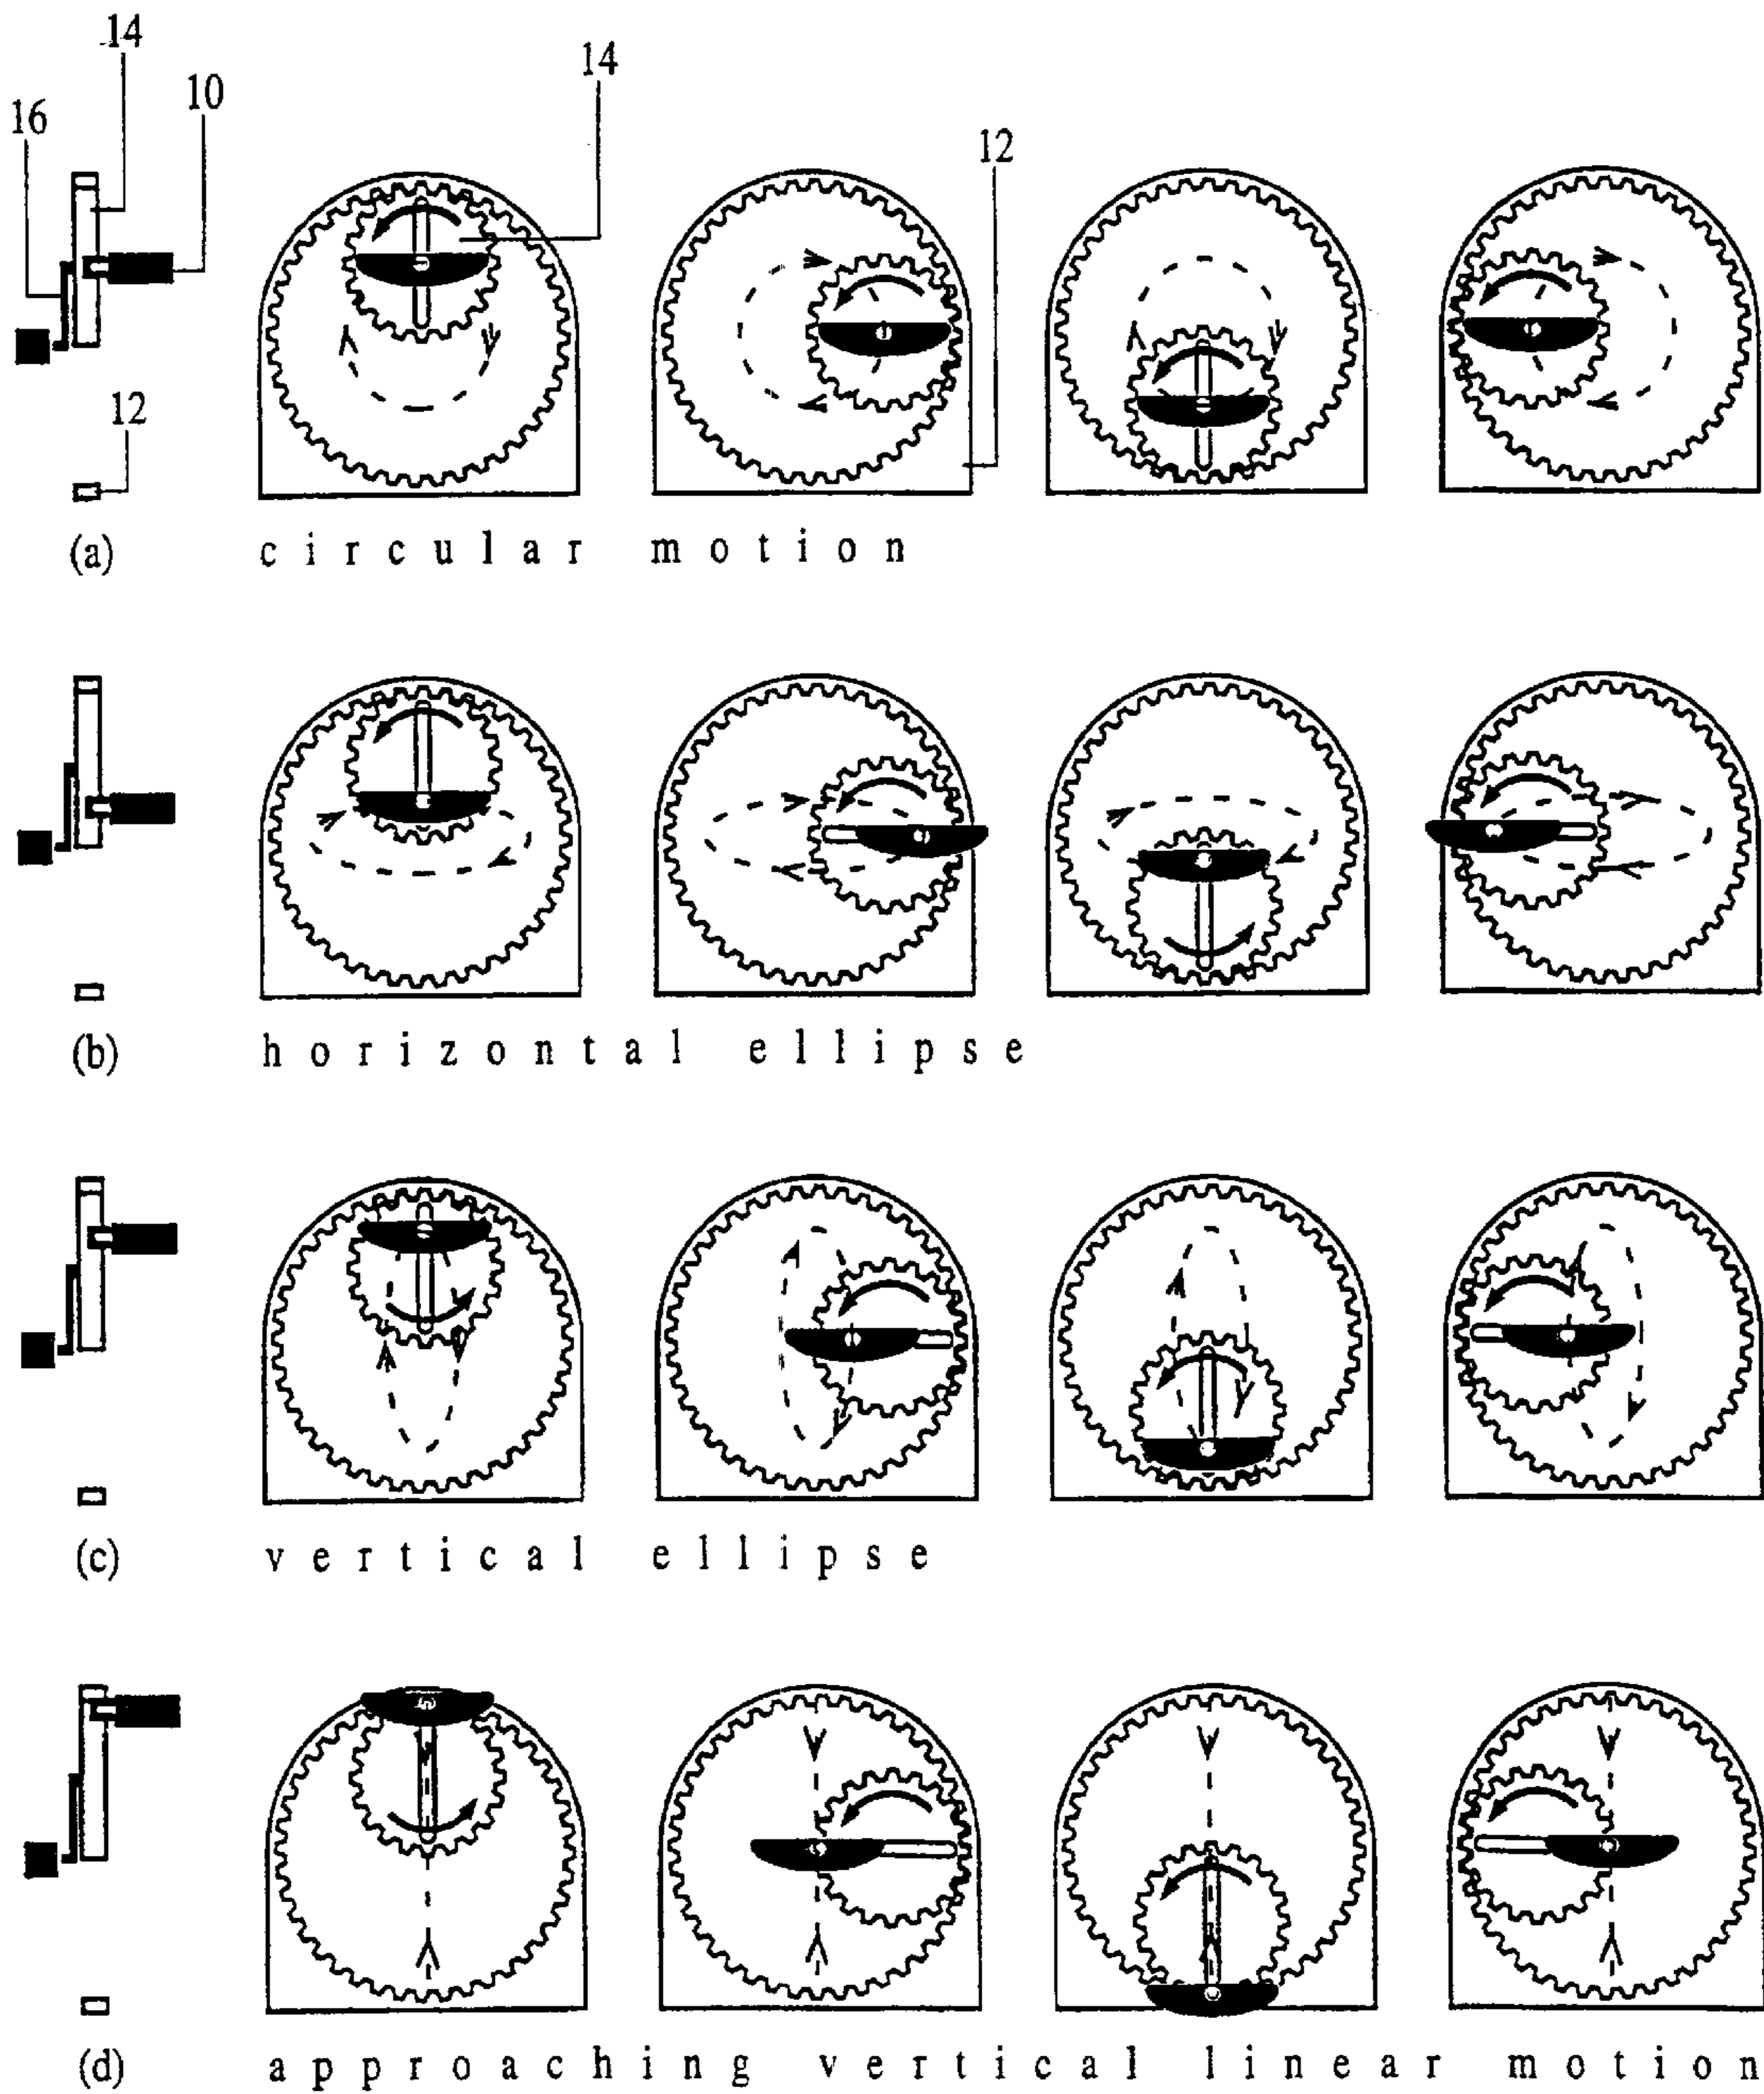 14
14
10
16
12
12
(a) circular motion
(b) horizontal ellipse
(c) vertical ellipse
(d) approaching vertical linear motion